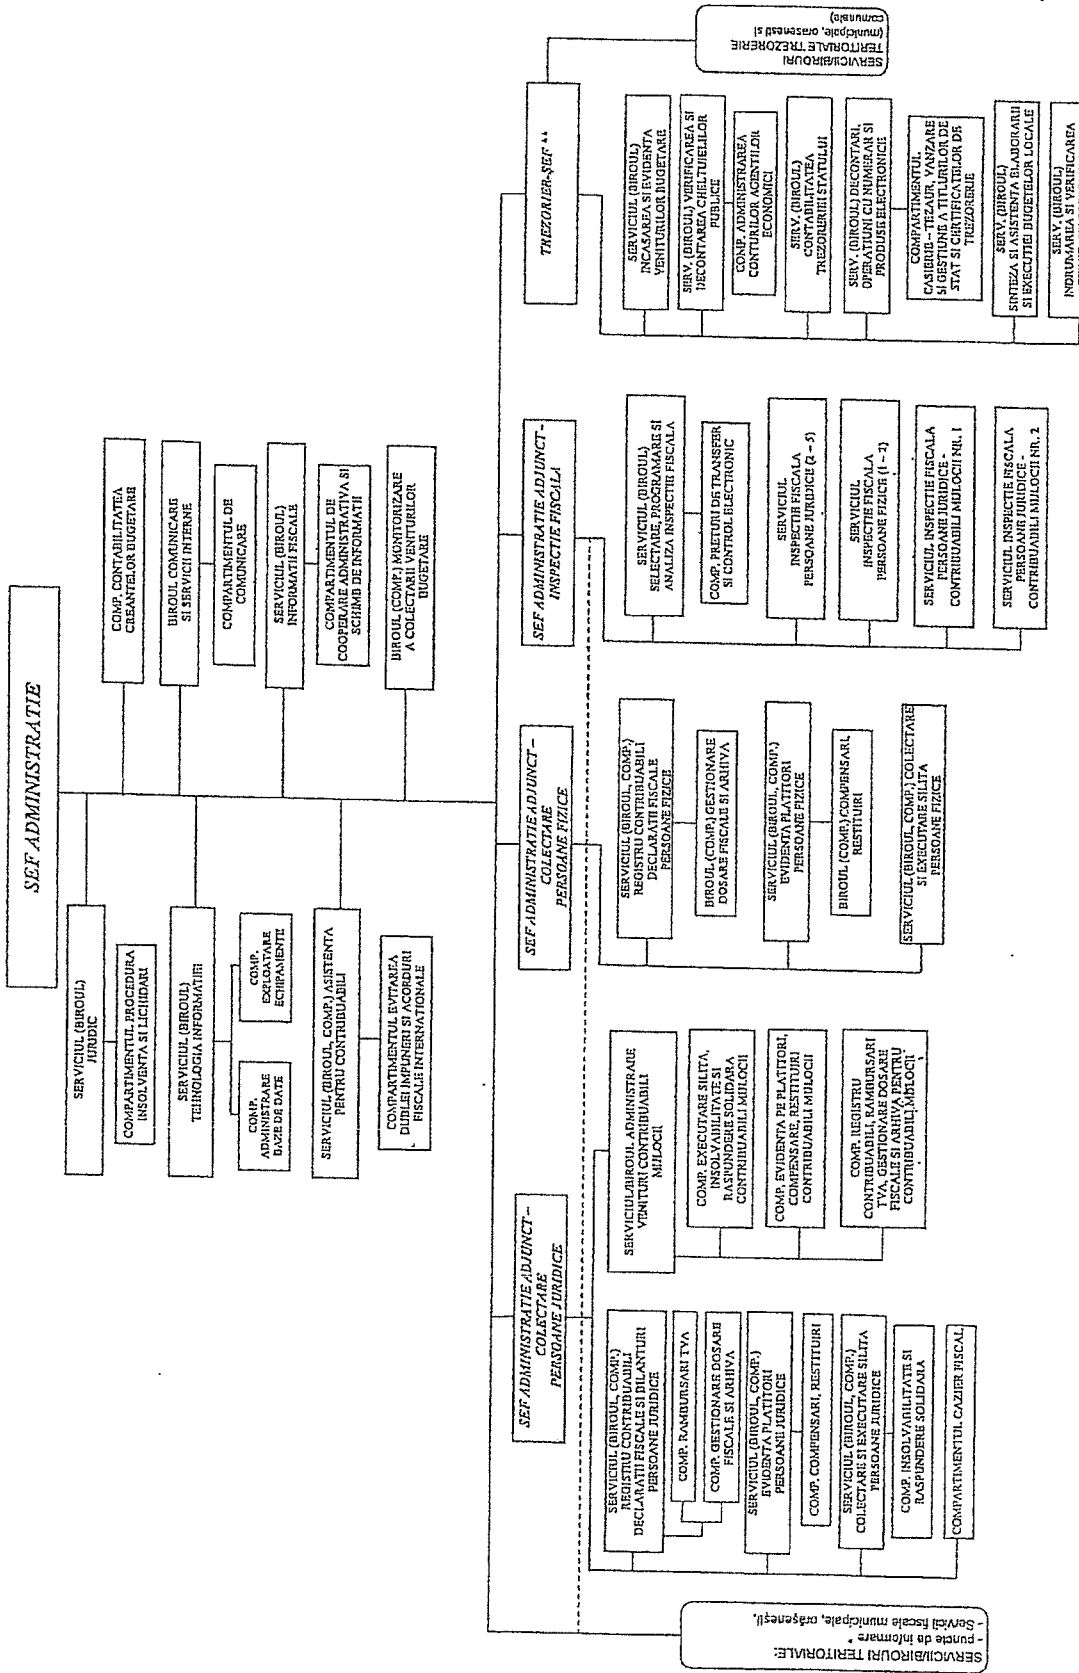 SEF ADMINISTRATIE
SERVICIUL (BIROUL)
JURIDIC
COMPARTIMENTUL PROCEDURA
INSOLVENTA SI LICHIDARI
SERVICIUL (BIROUL)
TEHNOLOGIA INFORMATIEI
COMP.
ADMINISTRARE
BAZE DE DATE
COMP.
EXPLOATARE
ECHIPAMENTE
SERVICIUL (BIROUL, COMP.) ASISTENTA
PENTRU CONTRIBUABILI
COMPARTIMENTUL EVITAREA
DUBLEI IMPUNERI SI ACORDURI
FISCALE INTERNATIONALE
COMP. CONTABILITATEA
CREANTELOR BUGETARE
BIROUL COMUNICARE
SI SERVICII INTERNE
COMPARTIMENTUL DE
COMUNICARE
SERVICIUL (BIROUL)
INFORMATII FISCALE
COMPARTIMENTUL DE
COOPERARE ADMINISTRATIVA SI
SCHIMB DE INFORMATII
BIROUL (COMP.) MONITORIZARE
A COLECTARII VENITURILOR
BUGETARE
SERVICII/BIROURI TERITORIALE:
- puncte de informare *
- Servicii fiscale municipale, orăşeneşti,
SEF ADMINISTRATIE ADJUNCT –
COLECTARE
PERSOANE JURIDICE
SERVICIUL (BIROUL, COMP.)
REGISTRU CONTRIBUABILI
DECLARATII FISCALE SI BILANTURI
PERSOANE JURIDICE
COMP. RAMBURSARI TVA
COMP. GESTIONARE DOSARE
FISCALE SI ARHIVA
SERVICIUL (BIROUL, COMP.)
EVIDENTA PLATITORI
PERSOANE JURIDICE
COMP. COMPENSARI, RESTITUIRI
SERVICIUL (BIROUL, COMP.)
COLECTARE SI EXECUTARE SILITA
PERSOANE JURIDICE
COMP. INSOLVABILITATE SI
RASPUNDERE SOLIDARA
COMPARTIMENTUL CAZIER FISCAL
SERVICIUL/BIROUL ADMINISTRARE
VENITURI CONTRIBUABILI
MIJLOCII
COMP. EXECUTARE SILITA,
INSOLVABILITATE SI
RASPUNDERE SOLIDARA
CONTRIBUABILI MIJLOCII
COMP. EVIDENTA PE PLATITORI,
COMPENSARE, RESTITUIRI
CONTRIBUABILI MIJLOCII
COMP. REGISTRU
CONTRIBUABILI, RAMBURSARI
TVA, GESTIONARE DOSARE
FISCALE SI ARHIVA PENTRU
CONTRIBUABILI MIJLOCII
SEF ADMINISTRATIE ADJUNCT –
COLECTARE
PERSOANE FIZICE
SERVICIUL (BIROUL, COMP.)
REGISTRU CONTRIBUABILI
DECLARATII FISCALE
PERSOANE FIZICE
BIROUL (COMP.) GESTIONARE
DOSARE FISCALE SI ARHIVA
SERVICIUL (BIROUL, COMP.)
EVIDENTA PLATITORI
PERSOANE FIZICE
BIROUL (COMP.) COMPENSARI,
RESTITUIRI
SERVICIUL (BIROUL, COMP.) COLECTARE
SI EXECUTARE SILITA
PERSOANE FIZICE
SEF ADMINISTRATIE ADJUNCT–
INSPECTIE FISCALA
SERVICIUL (BIROUL)
SELECTARE, PROGRAMARE SI
ANALIZA INSPECTIE FISCALA
COMP. PRETURI DE TRANSFER
SI CONTROL ELECTRONIC
SERVICIUL
INSPECTIE FISCALA
PERSOANE JURIDICE (2 – 5)
SERVICIUL
INSPECTIE FISCALA
PERSOANE FIZICE (1 – 2)
SERVICIUL INSPECTIE FISCALA
PERSOANE JURIDICE -
CONTRIBUABILI MIJLOCII NR. 1
SERVICIUL INSPECTIE FISCALA
PERSOANE JURIDICE -
CONTRIBUABILI MIJLOCII NR. 2
TREZORIER-ŞEF **
SERVICIUL (BIROUL)
INCASAREA SI EVIDENTA
VENITURILOR BUGETARE
SERV. (BIROUL) VERIFICAREA SI
DECONTAREA CHELTUIELILOR
PUBLICE
COMP. ADMINISTRAREA
CONTURILOR AGENTILOR
ECONOMICI
SERV. (BIROUL)
CONTABILITATEA
TREZORERIEI STATULUI
SERV. (BIROUL) DECONTARI,
OPERATIUNI CU NUMERAR SI
PRODUSE ELECTRONICE
COMPARTIMENTUL
CASIERIE – TEZAUR, VANZARE
SI GESTIUNE A TITLURILOR DE
STAT SI CERTIFICATELOR DE
TREZORERIE
SERV. (BIROUL)
SINTEZA SI ASISTENTA ELABORARII
SI EXECUTIEI BUGETELOR LOCALE
SERV. (BIROUL)
INDRUMAREA SI VERIFICAREA
SERVICII/BIROURI
TERITORIALE TREZORERIE
(municipale, orasenesti si
comunale)